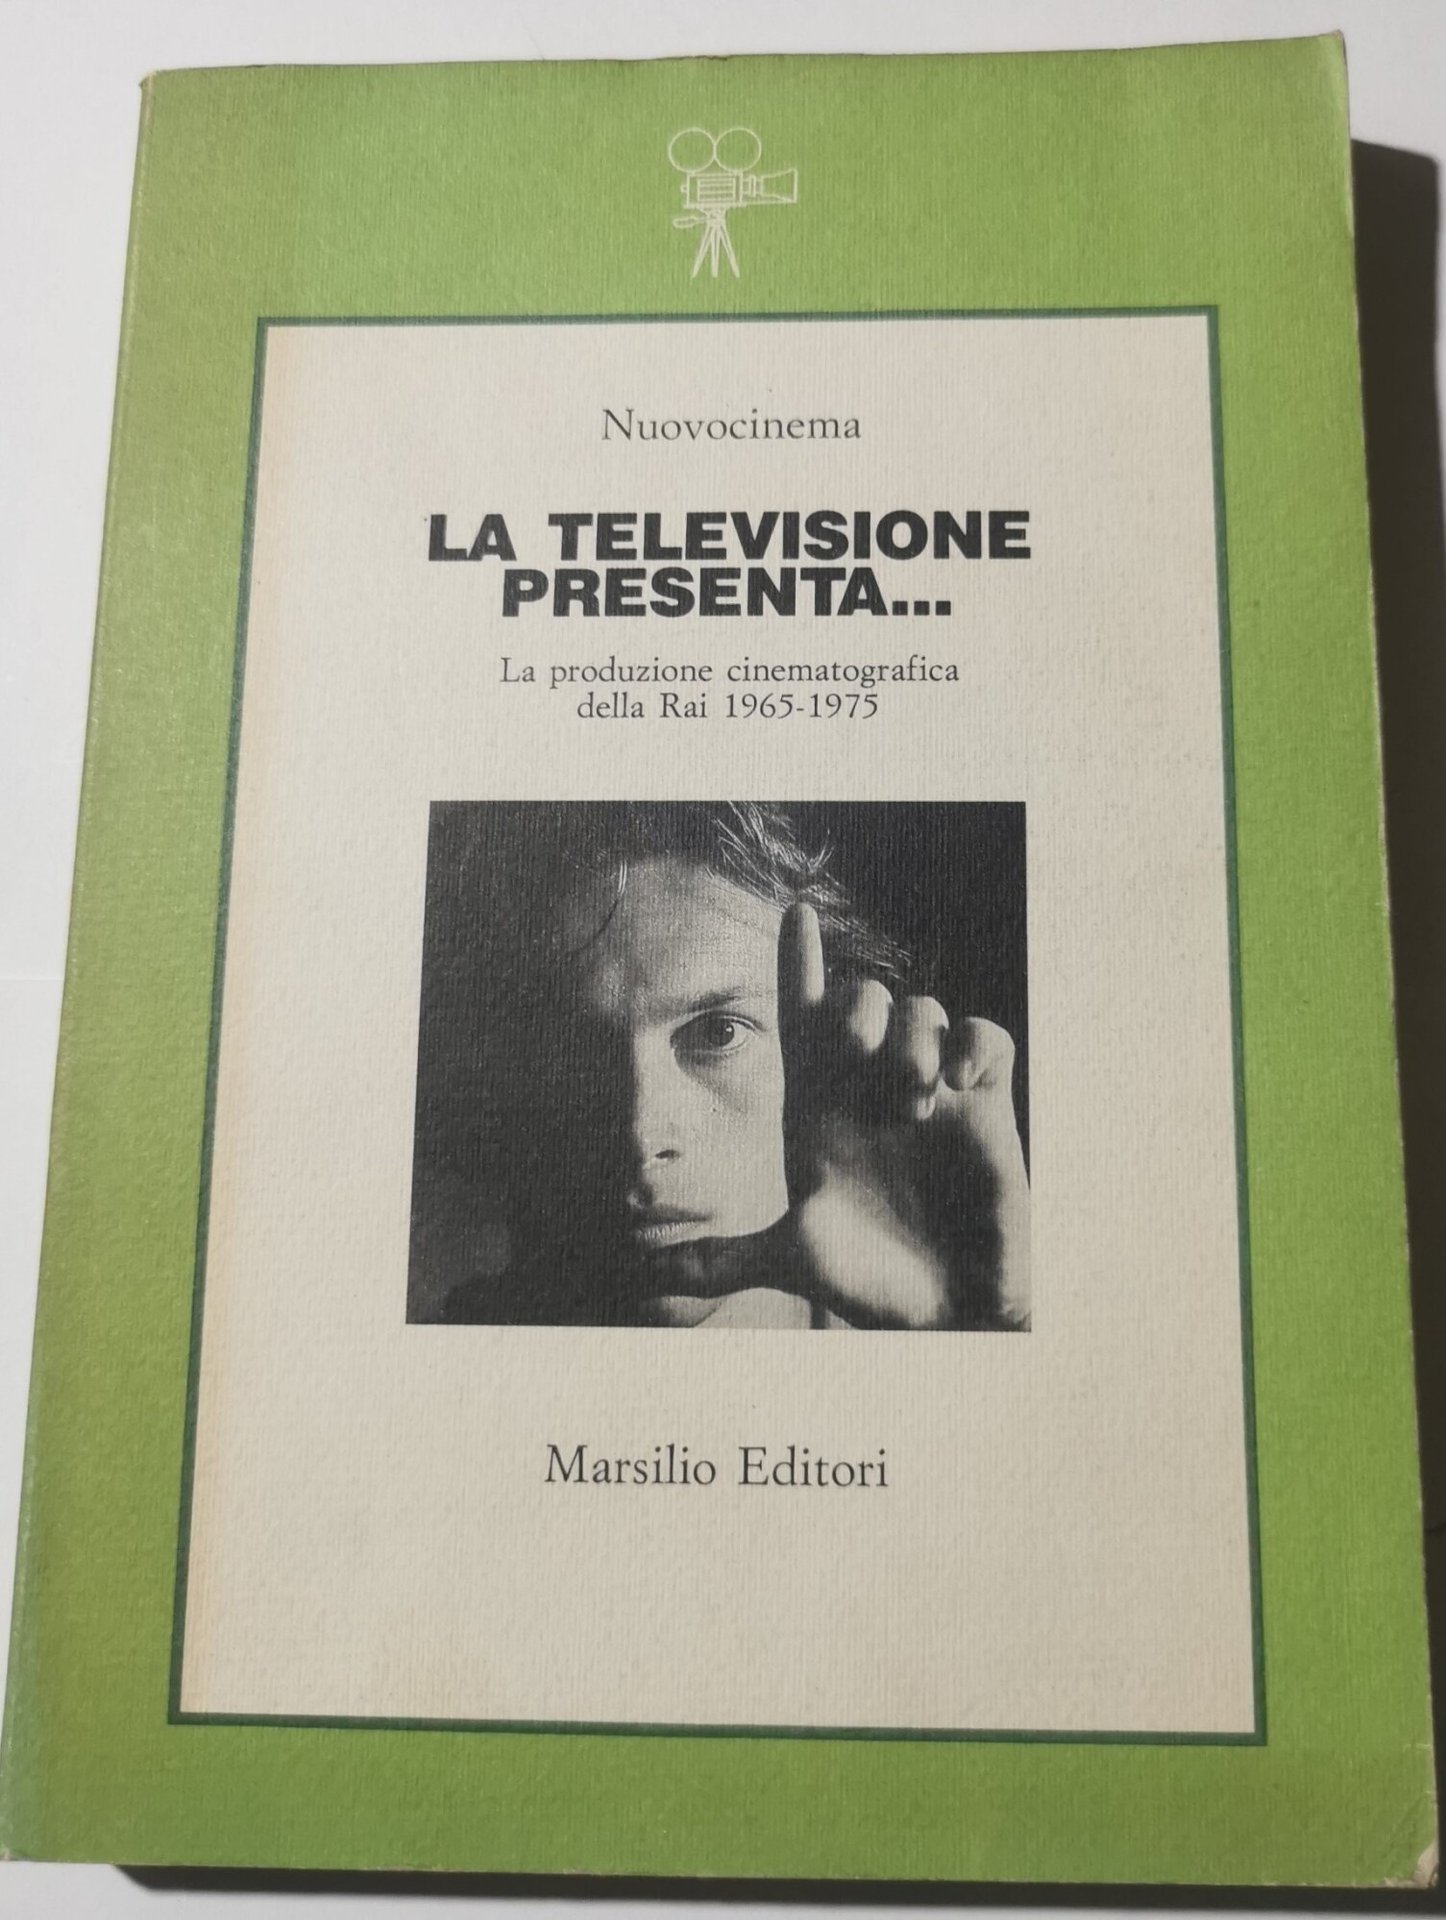 Nuovocinema
LA TELEVISIONE
PRESENTA...
La produzione cinematografica
della Rai 1965-1975
Marsilio Editori